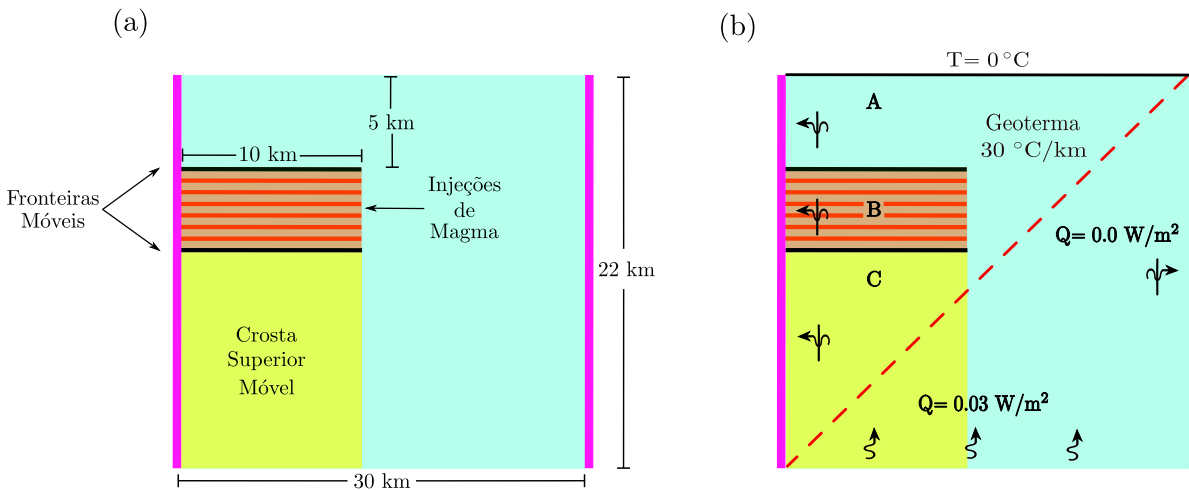 (a)
5 km
10 km
Fronteiras
Móveis
Injeções
de
Magma
22 km
Crosta
Superior
Móvel
30 km
(b)
T= 0 °C
A
Geoterma
30 °C/km
B
Q= 0.0 W/m²
C
Q= 0.03 W/m²